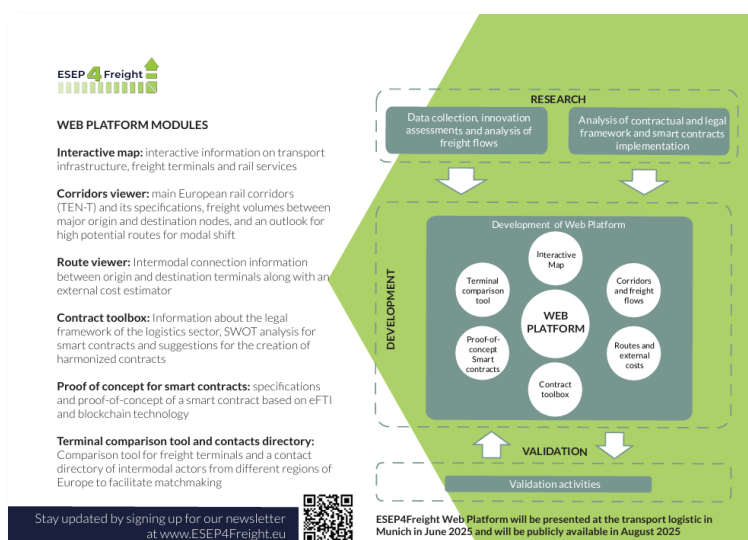 ESEP 4 Freight
WEB PLATFORM MODULES
Interactive map: interactive information on transport
infrastructure, freight terminals and rail services
Corridors viewer: main European rail corridors
(TEN-T) and its specifications, freight volumes between
major origin and destination nodes, and an outlook for
high potential routes for modal shift
Route viewer: Intermodal connection information
between origin and destination terminals along with an
external cost estimator
Contract toolbox: Information about the legal
framework of the logistics sector, SWOT analysis for
smart contracts and suggestions for the creation of
harmonized contracts
Proof of concept for smart contracts: specifications
and proof-of-concept of a smart contract based on eFTI
and blockchain technology
Terminal comparison tool and contacts directory:
Comparison tool for freight terminals and a contact
directory of intermodal actors from different regions of
Europe to facilitate matchmaking
Stay updated by signing up for our newsletter
at www.ESEP4Freight.eu
RESEARCH
Data collection, innovation
assessments and analysis of
freight flows
Analysis of contractual and legal
framework and smart contracts
implementation
DEVELOPMENT
Development of Web Platform
Interactive
Map
Terminal
comparison
tool
Corridors
and freight
flows
WEB
PLATFORM
Proof-of-
concept
Smart
contracts
Routes and
external
costs
Contract
toolbox
VALIDATION
Validation activities
ESEP4Freight Web Platform will be presented at the transport logistic in
Munich in June 2025 and will be publicly available in August 2025